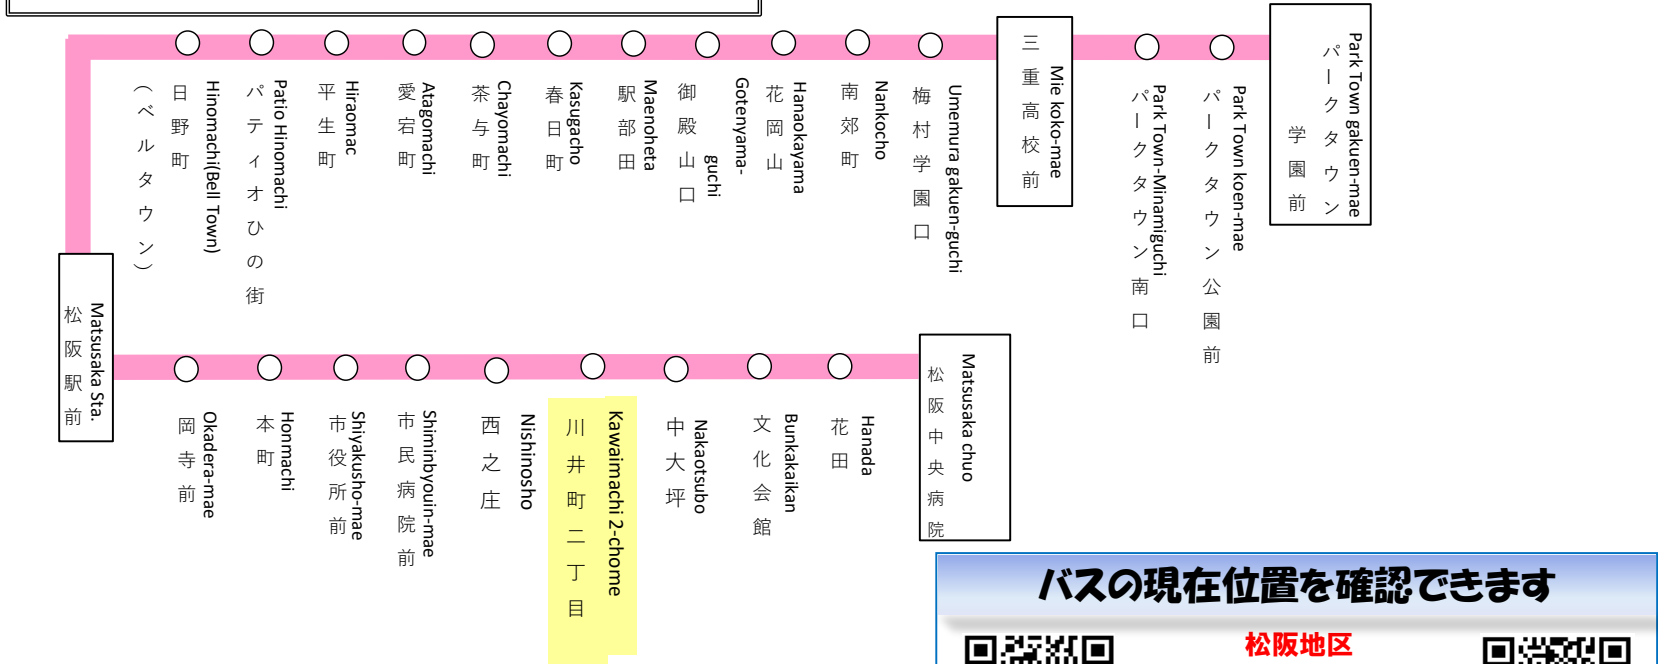 日野町
(ベルタウン)
Hinomachi(Bell Town)
パティオひの街
Patio Hinomachi
平生町
Hiraomac
愛宕町
Atagomachi
茶与町
Chayomachi
春日町
Kasugacho
駅部田
Maenoheta
御殿山口
Gotenyama-
guchi
花岡山
Hanaokayama
南郊町
Nankocho
梅村学園口
Umemura gakuen-guchi
三重高校前
Mie koko-mae
パークタウン南口
Park Town-Minamiguchi
パークタウン公園前
Park Town koen-mae
パークタウン
学園前
Park Town gakuen-mae
松阪駅前
Matsusaka Sta.
岡寺前
Okadera-mae
本町
Honmachi
市役所前
Shiyakusho-mae
市民病院前
Shiminbyouin-mae
西之庄
Nishinosho
川井町二丁目
Kawaimachi 2-chome
中大坪
Nakaotsubo
文化会館
Bunkakaikan
花田
Hanada
松阪中央病院
Matsusaka chuo
バスの現在位置を確認できます
松阪地区